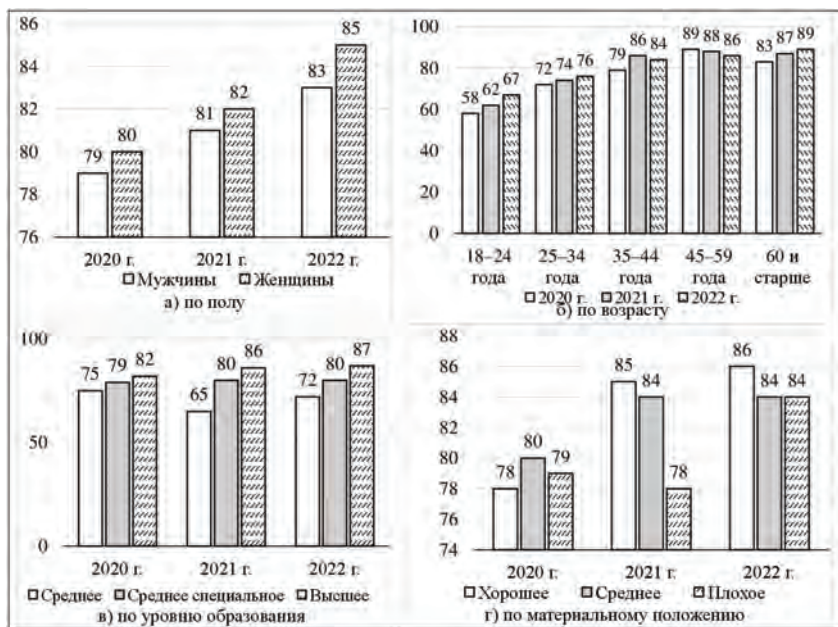 86
84
82
80
78
76
79
80
81
82
83
85
2020 г.
2021 г.
2022 г.
Мужчины
Женщины
а) по полу
100
80
60
40
20
0
58
62
67
72
74
76
79
86
84
89
88
86
83
87
89
18–24 года
25–34 года
35–44 года
45–59 года
60 и старше
2020 г.
2021 г.
2022 г.
б) по возрасту
100
50
0
75
79
82
65
80
86
72
80
87
2020 г.
2021 г.
2022 г.
Среднее
Среднее специальное
Высшее
в) по уровню образования
88
86
84
82
80
78
76
74
78
80
79
85
84
78
86
84
84
2020 г.
2021 г.
2022 г.
Хорошее
Среднее
Плохое
г) по материальному положению